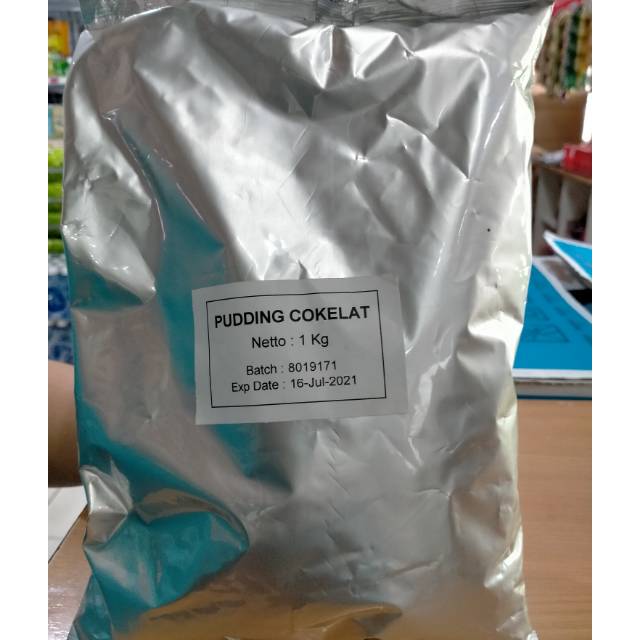 PUDDING COKELAT
Netto : 1 Kg
Batch : 8019171
Exp Date : 16-Jul-2021